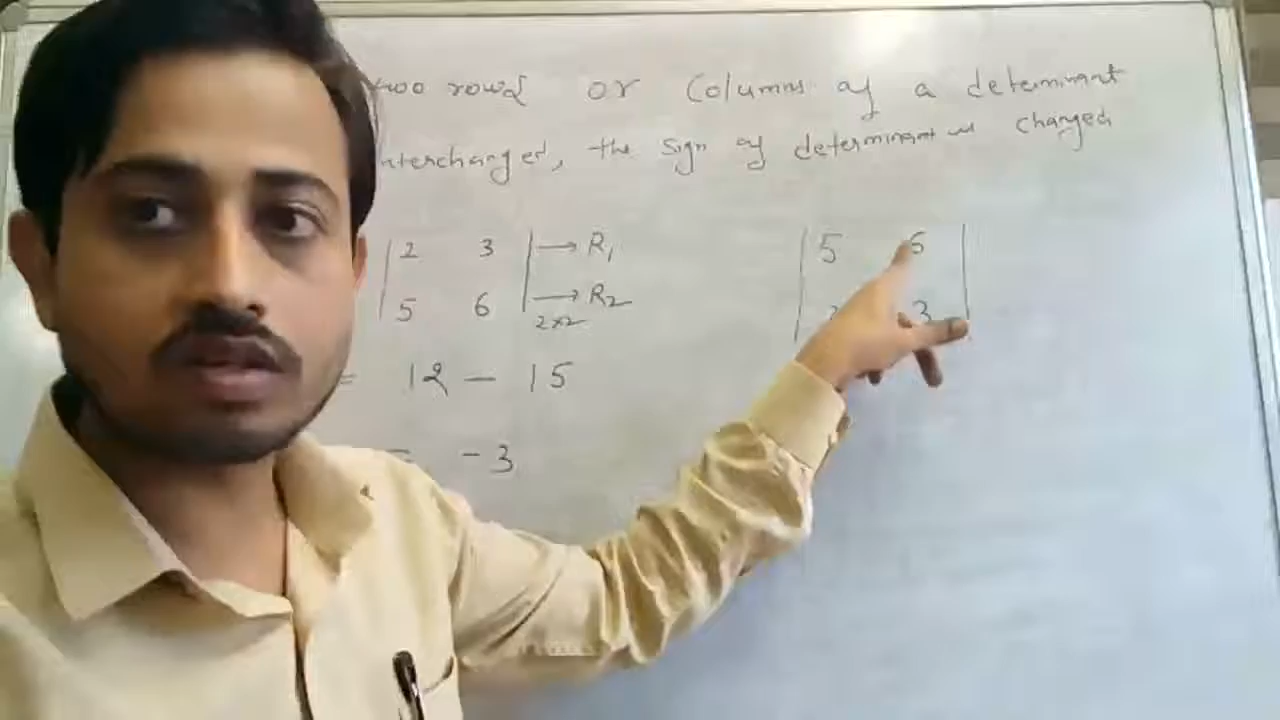 two rows or Columns of a determinant
interchanged, the sign of determinant is changed
| 2 3 | → R1
| 5 6 | → R2
2×2
| 5 6 |
| 3 |
= 12 - 15
= -3